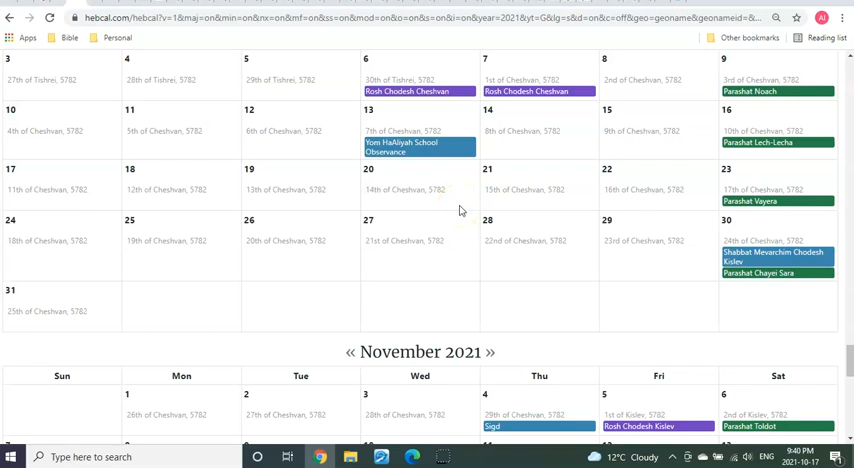 hebcal.com/hebcal?v=1&maj=on&min=on&nx=on&mf=on&ss=on&mod=on&o=on&s=on&i=on&year=2021&yt=G&lg=s&d=on&c=off&geo=geoname&geonameid=&...
AI
Apps Bible Personal Other bookmarks Reading list
3 4 5 6 7 8 9
27th of Tishrei, 5782 28th of Tishrei, 5782 29th of Tishrei, 5782 30th of Tishrei, 5782 1st of Cheshvan, 5782 2nd of Cheshvan, 5782 3rd of Cheshvan, 5782
Rosh Chodesh Cheshvan Rosh Chodesh Cheshvan Parashat Noach
10 11 12 13 14 15 16
4th of Cheshvan, 5782 5th of Cheshvan, 5782 6th of Cheshvan, 5782 7th of Cheshvan, 5782 8th of Cheshvan, 5782 9th of Cheshvan, 5782 10th of Cheshvan, 5782
Yom HaAliyah School Parashat Lech-Lecha
Observance
17 18 19 20 21 22 23
11th of Cheshvan, 5782 12th of Cheshvan, 5782 13th of Cheshvan, 5782 14th of Cheshvan, 5782 15th of Cheshvan, 5782 16th of Cheshvan, 5782 17th of Cheshvan, 5782
Parashat Vayera
24 25 26 27 28 29 30
18th of Cheshvan, 5782 19th of Cheshvan, 5782 20th of Cheshvan, 5782 21st of Cheshvan, 5782 22nd of Cheshvan, 5782 23rd of Cheshvan, 5782 24th of Cheshvan, 5782
Shabbat Mevarchim Chodesh
Kislev
Parashat Chayei Sara
31
25th of Cheshvan, 5782
« November 2021 »
Sun Mon Tue Wed Thu Fri Sat
1 2 3 4 5 6
26th of Cheshvan, 5782 27th of Cheshvan, 5782 28th of Cheshvan, 5782 29th of Cheshvan, 5782 1st of Kislev, 5782 2nd of Kislev, 5782
Sigd Rosh Chodesh Kislev Parashat Toldot
Type here to search 12°C Cloudy ENG 9:40 PM
2021-10-17